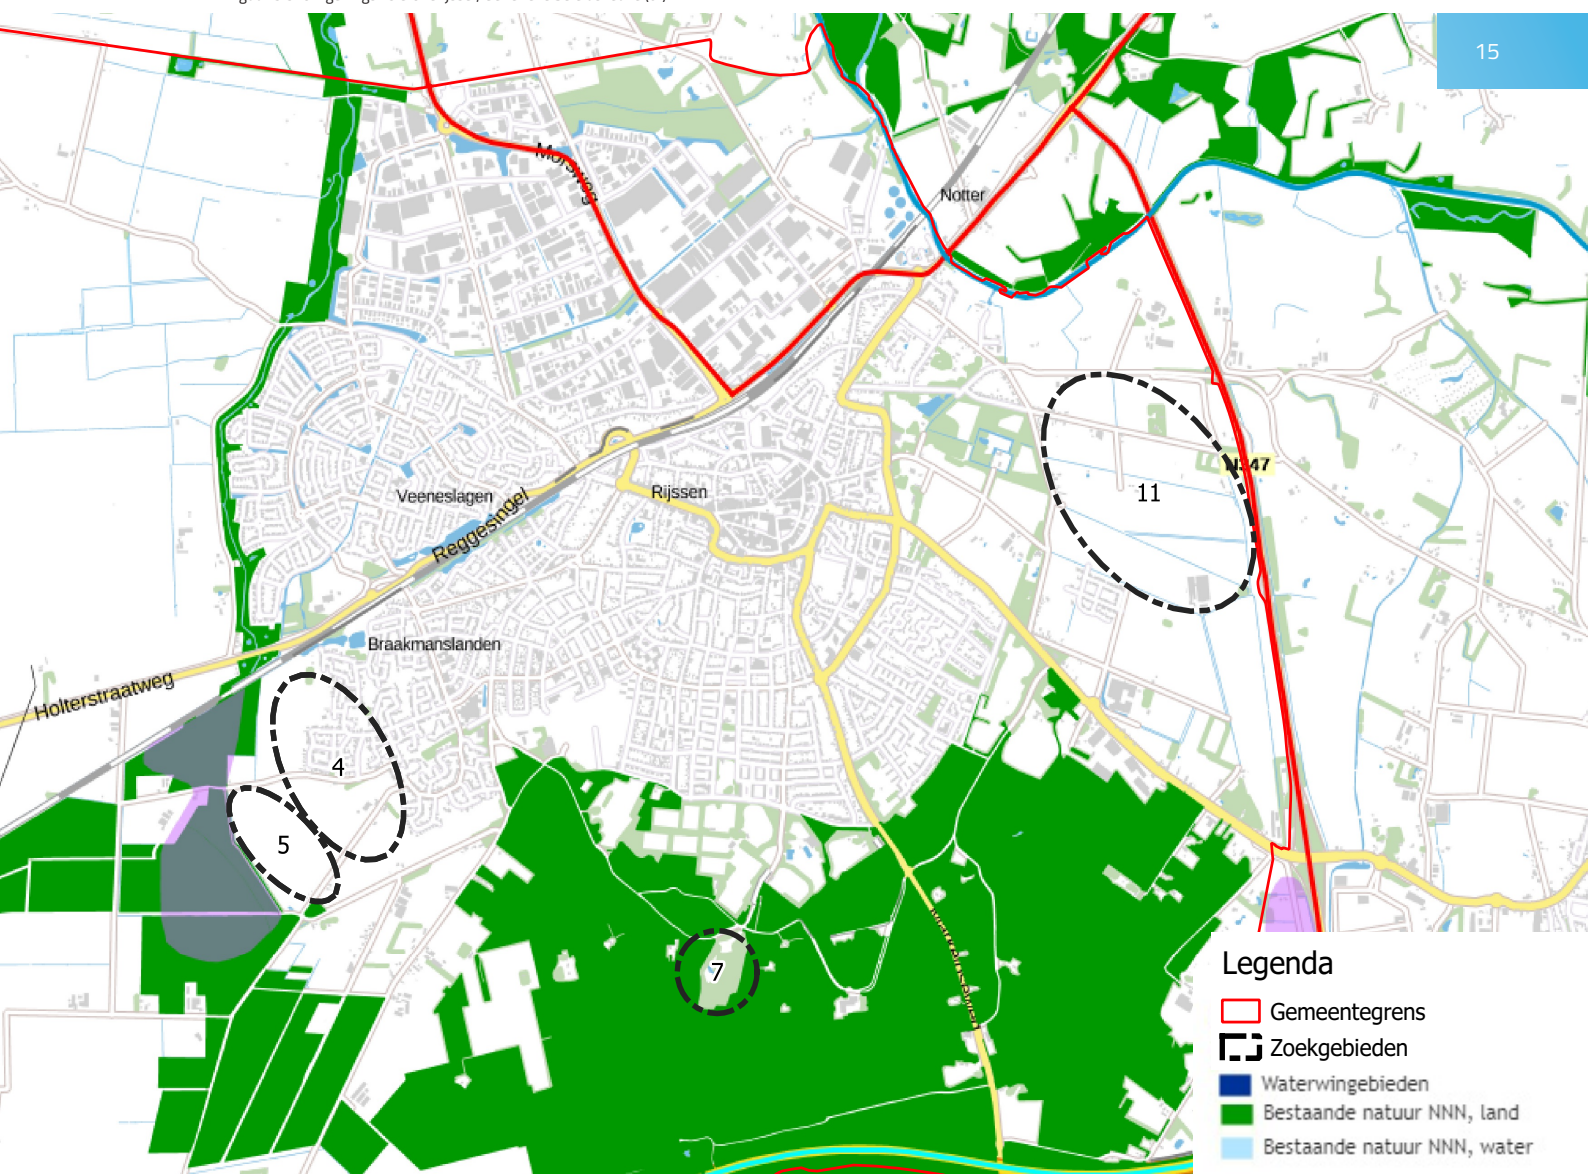 15
Morsweg
Notter
N347
11
Veeneslagen
Rijssen
Reggesingel
Braakmanslanden
Holterstraatweg
4
5
7
Legenda
Gemeentegrens
Zoekgebieden
Waterwingebieden
Bestaande natuur NNN, land
Bestaande natuur NNN, water